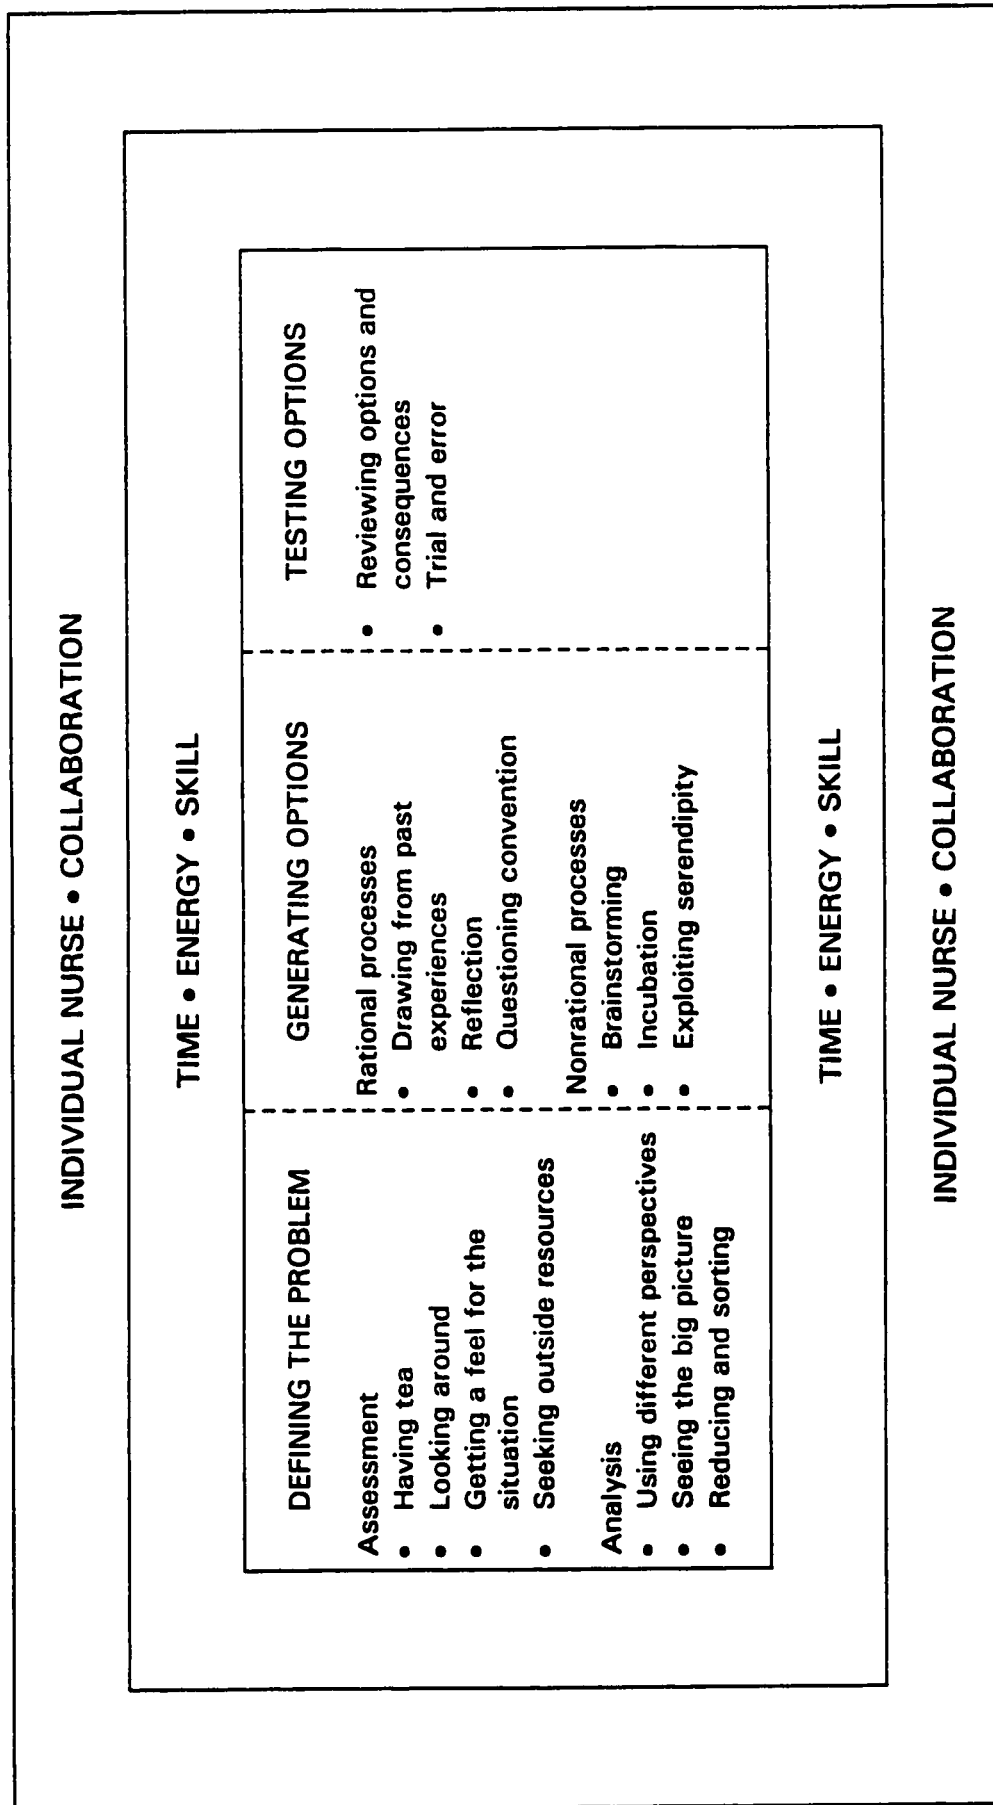 INDIVIDUAL NURSE • COLLABORATION
TIME • ENERGY • SKILL
DEFINING THE PROBLEM
Assessment
• Having tea
• Looking around
• Getting a feel for the
situation
• Seeking outside resources
Analysis
• Using different perspectives
• Seeing the big picture
• Reducing and sorting
GENERATING OPTIONS
Rational processes
• Drawing from past
experiences
• Reflection
• Questioning convention
Nonrational processes
• Brainstorming
• Incubation
• Exploiting serendipity
TESTING OPTIONS
• Reviewing options and
consequences
• Trial and error
TIME • ENERGY • SKILL
INDIVIDUAL NURSE • COLLABORATION